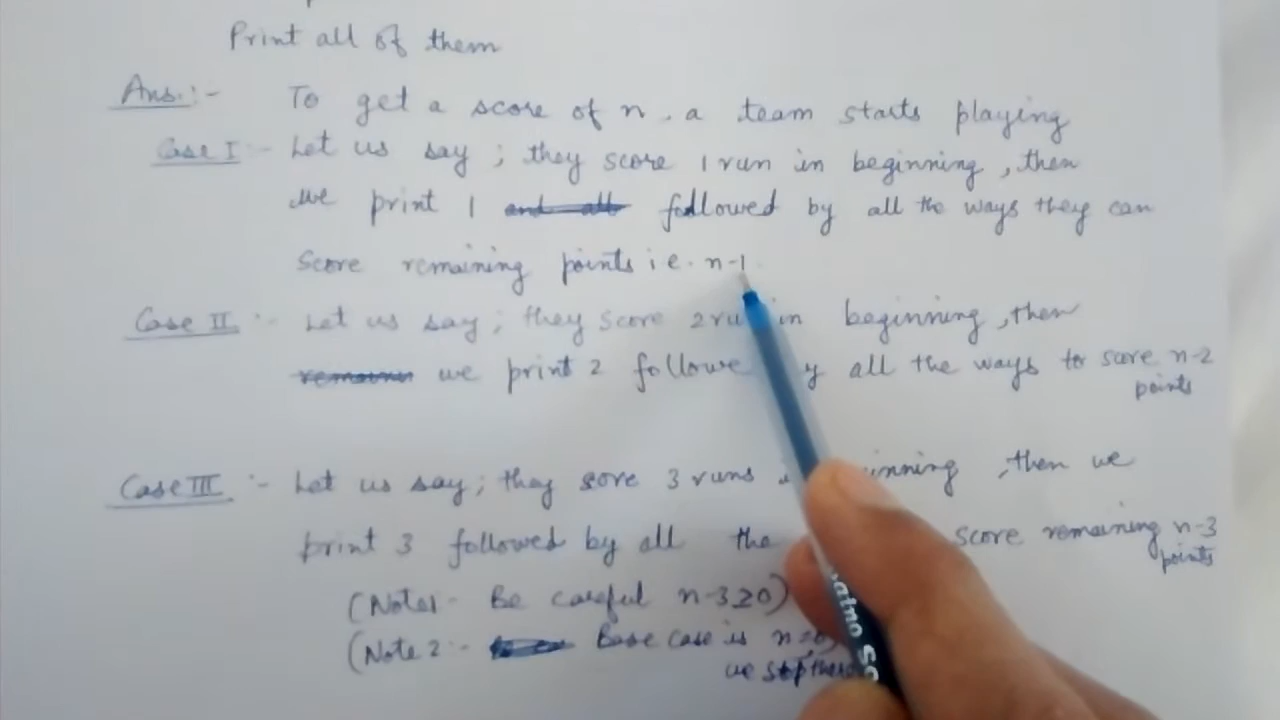 Print all of them
Ans:- To get a score of n, a team starts playing
Case I :- Let us say; they score 1 run in beginning, then
we print 1 followed by all the ways they can
score remaining points i.e. n-1
Case II :- Let us say; they score 2 ru in beginning, then
we print 2 followe y all the ways to score n-2
points
Case III :- Let us say; they score 3 runs inning, then we
print 3 followed by all the score remaining n-3
points
(Note1- Be careful n-3≥0)
(Note 2:- Base case is
we stop